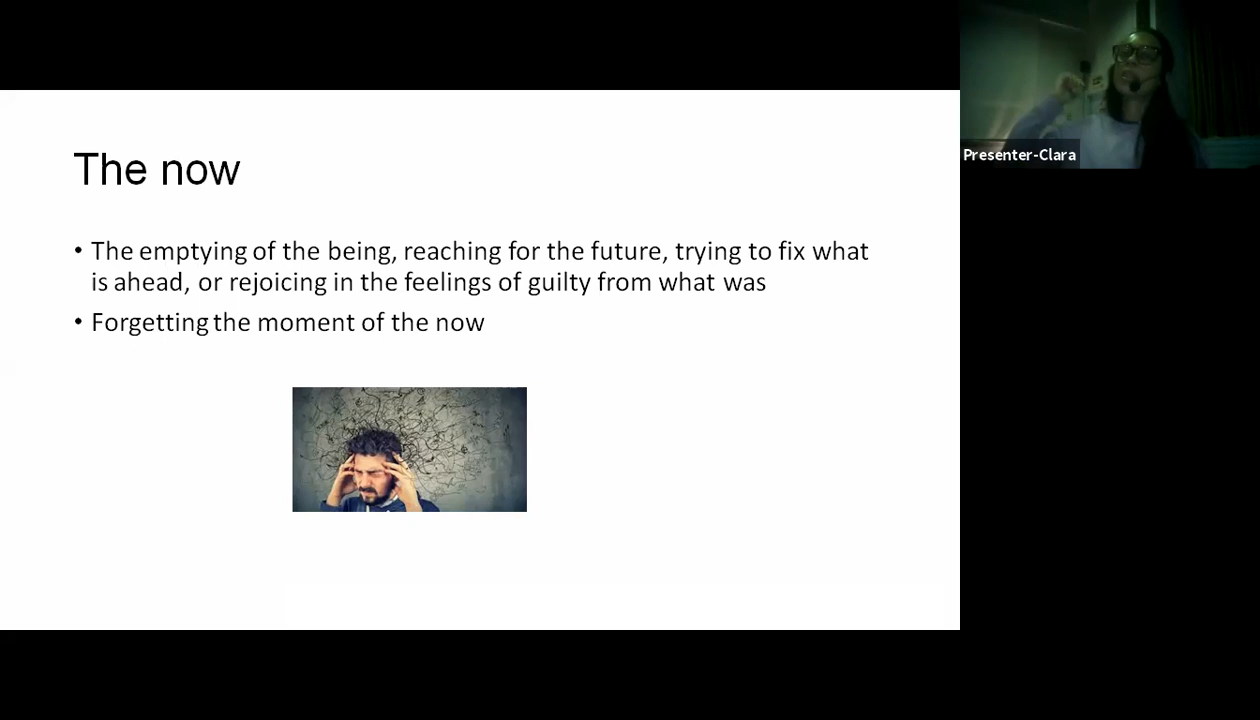 The now
• The emptying of the being, reaching for the future, trying to fix what
is ahead, or rejoicing in the feelings of guilty from what was
• Forgetting the moment of the now
Presenter-Clara